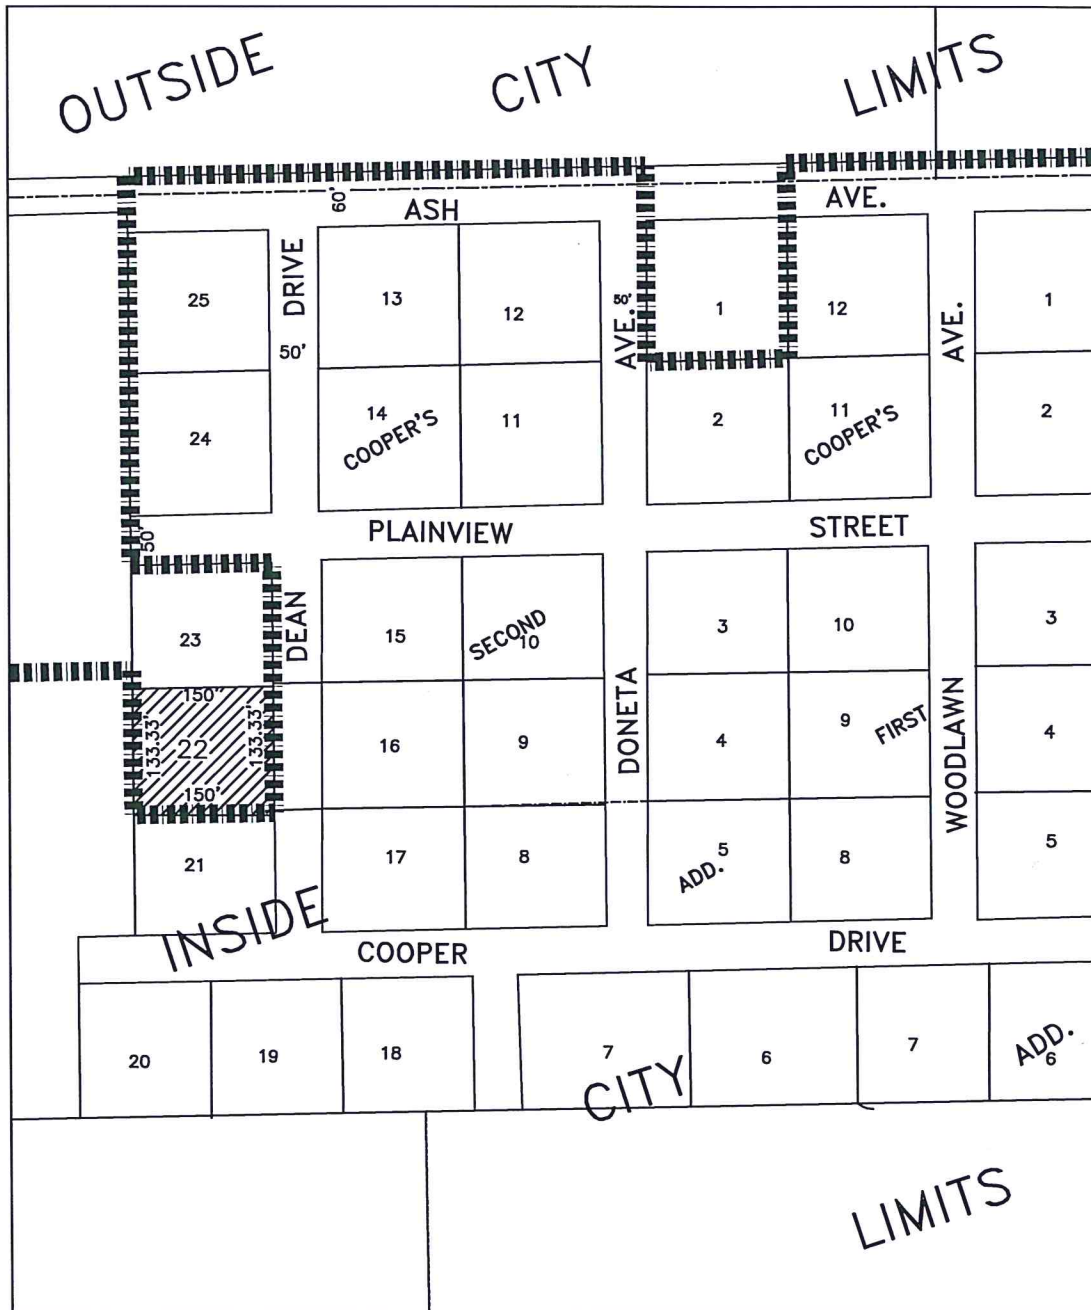 OUTSIDE CITY LIMITS
60'
ASH AVE.
25
DRIVE
50'
13
12
AVE.
50'
1
12
AVE.
1
24
14
COOPER'S
11
2
11
COOPER'S
2
50'
PLAINVIEW STREET
23
DEAN
15
SECOND
10
3
10
3
150'
133.33'
22
133.33'
150'
16
9
DONETA
4
9
FIRST
WOODLAWN
4
21
17
8
ADD.
5
8
5
INSIDE
COOPER DRIVE
20
19
18
7
6
7
ADD.
6
CITY
LIMITS